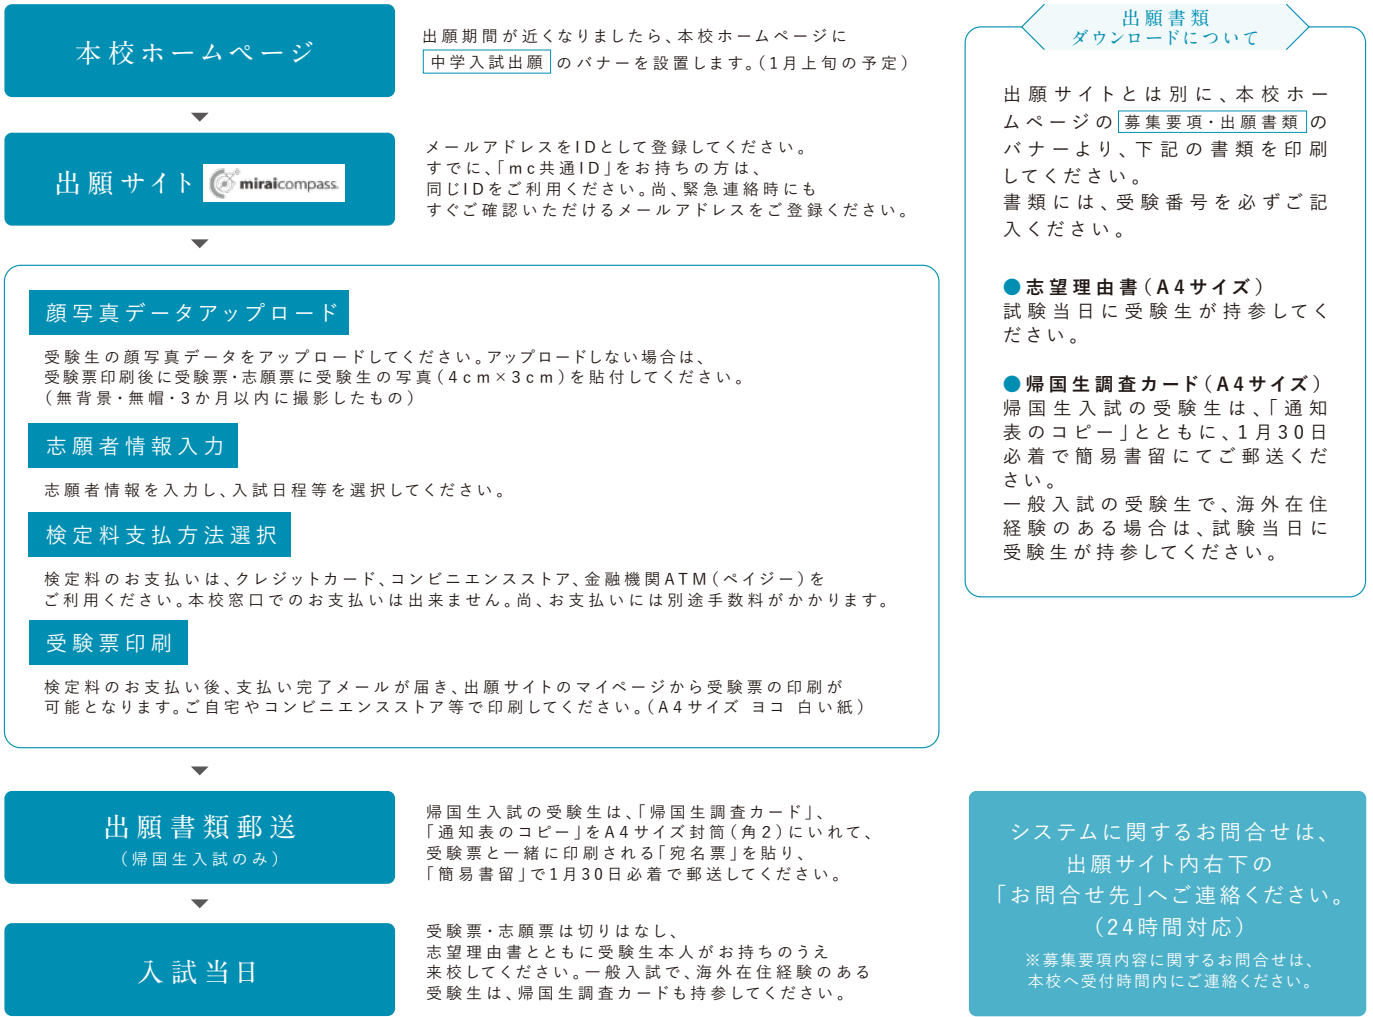 本校ホームページ
出願期間が近くなりましたら、本校ホームページに
中学入試出願 のバナーを設置します。（1月上旬の予定）
出願サイト miraicompass
メールアドレスをIDとして登録してください。
すでに、「mc共通ID」をお持ちの方は、
同じIDをご利用ください。尚、緊急連絡時にも
すぐご確認いただけるメールアドレスをご登録ください。
顔写真データアップロード
受験生の顔写真データをアップロードしてください。アップロードしない場合は、
受験票印刷後に受験票・志願票に受験生の写真（4cm×3cm）を貼付してください。
（無背景・無帽・3か月以内に撮影したもの）
志願者情報入力
志願者情報を入力し、入試日程等を選択してください。
検定料支払方法選択
検定料のお支払いは、クレジットカード、コンビニエンスストア、金融機関ATM（ペイジー）を
ご利用ください。本校窓口でのお支払いは出来ません。尚、お支払いには別途手数料がかかります。
受験票印刷
検定料のお支払い後、支払い完了メールが届き、出願サイトのマイページから受験票の印刷が
可能となります。ご自宅やコンビニエンスストア等で印刷してください。（A4サイズ ヨコ 白い紙）
出願書類郵送
（帰国生入試のみ）
帰国生入試の受験生は、「帰国生調査カード」、
「通知表のコピー」をA4サイズ封筒（角2）にいれて、
受験票と一緒に印刷される「宛名票」を貼り、
「簡易書留」で1月30日必着で郵送してください。
入試当日
受験票・志願票は切りはなし、
志望理由書とともに受験生本人がお持ちのうえ
来校してください。一般入試で、海外在住経験のある
受験生は、帰国生調査カードも持参してください。
出願書類
ダウンロードについて
出願サイトとは別に、本校ホー
ムページの 募集要項・出願書類 の
バナーより、下記の書類を印刷
してください。
書類には、受験番号を必ずご記
入ください。
●志望理由書（A4サイズ）
試験当日に受験生が持参してく
ださい。
●帰国生調査カード（A4サイズ）
帰国生入試の受験生は、「通知
表のコピー」とともに、1月30日
必着で簡易書留にてご郵送くだ
さい。
一般入試の受験生で、海外在住
経験のある場合は、試験当日に
受験生が持参してください。
システムに関するお問合せは、
出願サイト内右下の
「お問合せ先」へご連絡ください。
（24時間対応）
※募集要項内容に関するお問合せは、
本校へ受付時間内にご連絡ください。